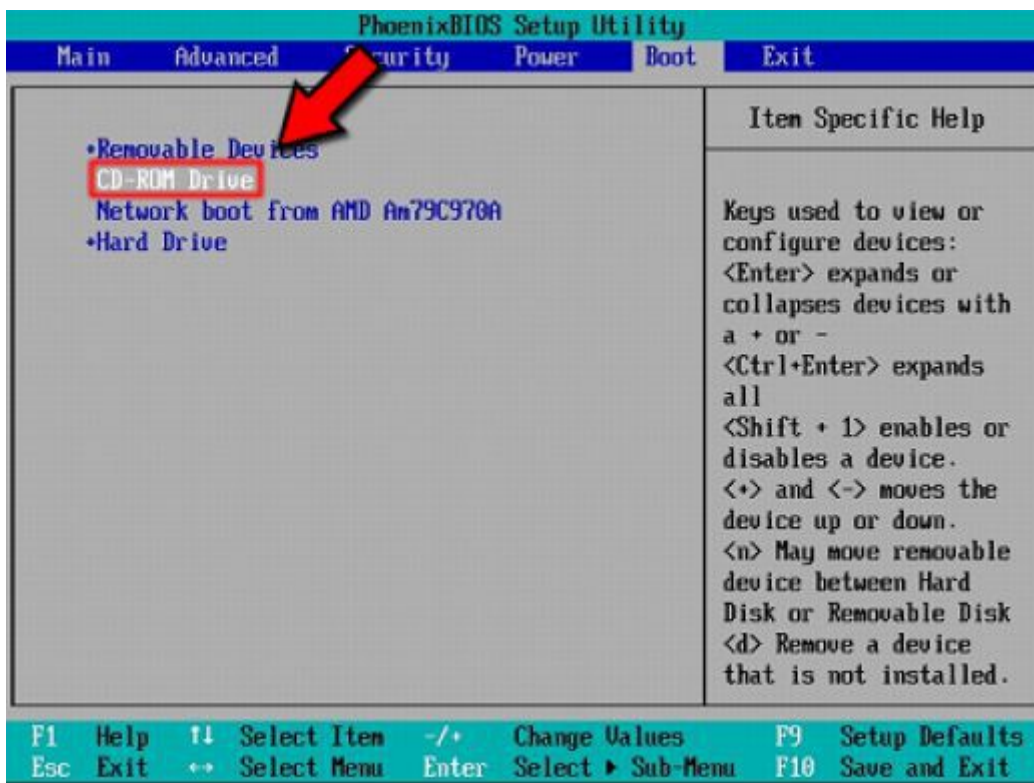 PhoenixBIOS Setup Utility
Main Advanced Security Power Boot Exit
+Removable Devices
CD-ROM Drive
Network boot from AMD Am79C970A
+Hard Drive
Item Specific Help
Keys used to view or
configure devices:
<Enter> expands or
collapses devices with
a + or -
<Ctrl+Enter> expands
all
<Shift + 1> enables or
disables a device.
<+> and <-> moves the
device up or down.
<n> May move removable
device between Hard
Disk or Removable Disk
<d> Remove a device
that is not installed.
F1 Help ↑↓ Select Item -/+ Change Values F9 Setup Defaults
Esc Exit ↔ Select Menu Enter Select ▶ Sub-Menu F10 Save and Exit